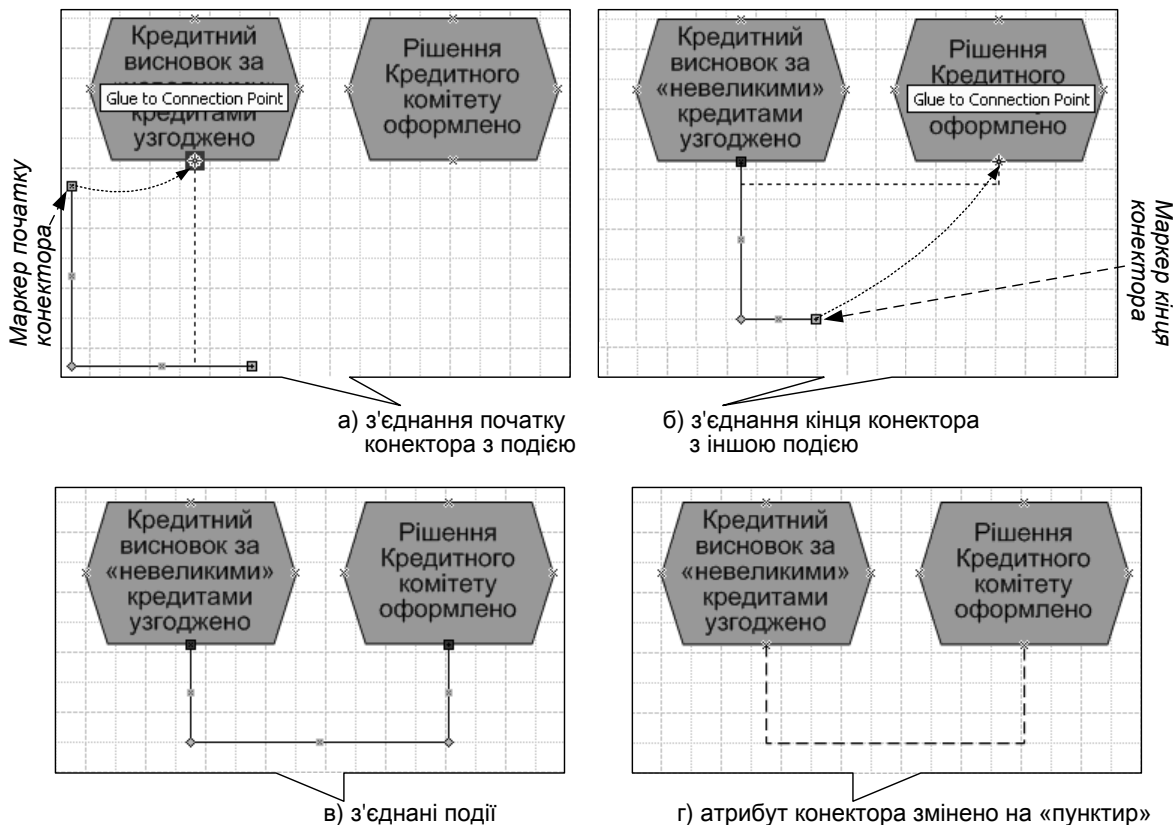 Кредитний
висновок за
«невеликими»
Glue to Connection Point
кредитами
узгоджено
Рішення
Кредитного
комітету
оформлено
Маркер початку
конектора
а) з'єднання початку
конектора з подією
Кредитний
висновок за
«невеликими»
кредитами
узгоджено
Рішення
Кредитного
Glue to Connection Point
оформлено
Маркер кінця
конектора
б) з'єднання кінця конектора
з іншою подією
Кредитний
висновок за
«невеликими»
кредитами
узгоджено
Рішення
Кредитного
комітету
оформлено
в) з'єднані події
Кредитний
висновок за
«невеликими»
кредитами
узгоджено
Рішення
Кредитного
комітету
оформлено
г) атрибут конектора змінено на «пунктир»